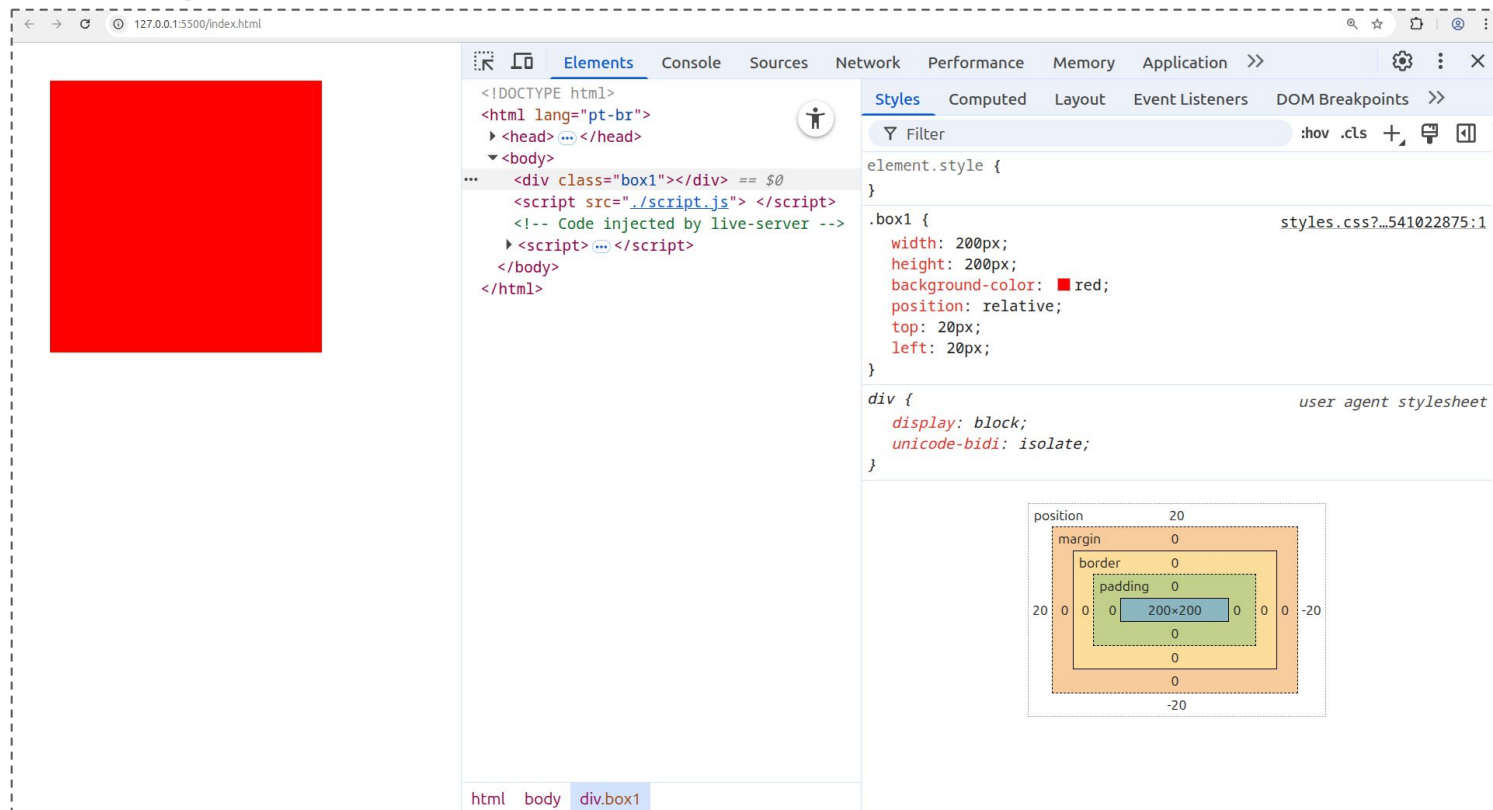 127.0.0.1:5500/index.html
Elements Console Sources Network Performance Memory Application
<!DOCTYPE html>
<html lang="pt-br">
<head> ••• </head>
<body>
••• <div class="box1"></div> == $0
<script src="./script.js"> </script>
<!-- Code injected by live-server -->
<script> ••• </script>
</body>
</html>
html body div.box1
Styles Computed Layout Event Listeners DOM Breakpoints
Filter :hov .cls
element.style {
}
.box1 { styles.css?…541022875:1
width: 200px;
height: 200px;
background-color: red;
position: relative;
top: 20px;
left: 20px;
}
div { user agent stylesheet
display: block;
unicode-bidi: isolate;
}
position 20
margin 0
border 0
padding 0
20 0 0 0 200×200 0 0 0 -20
0
0
0
-20